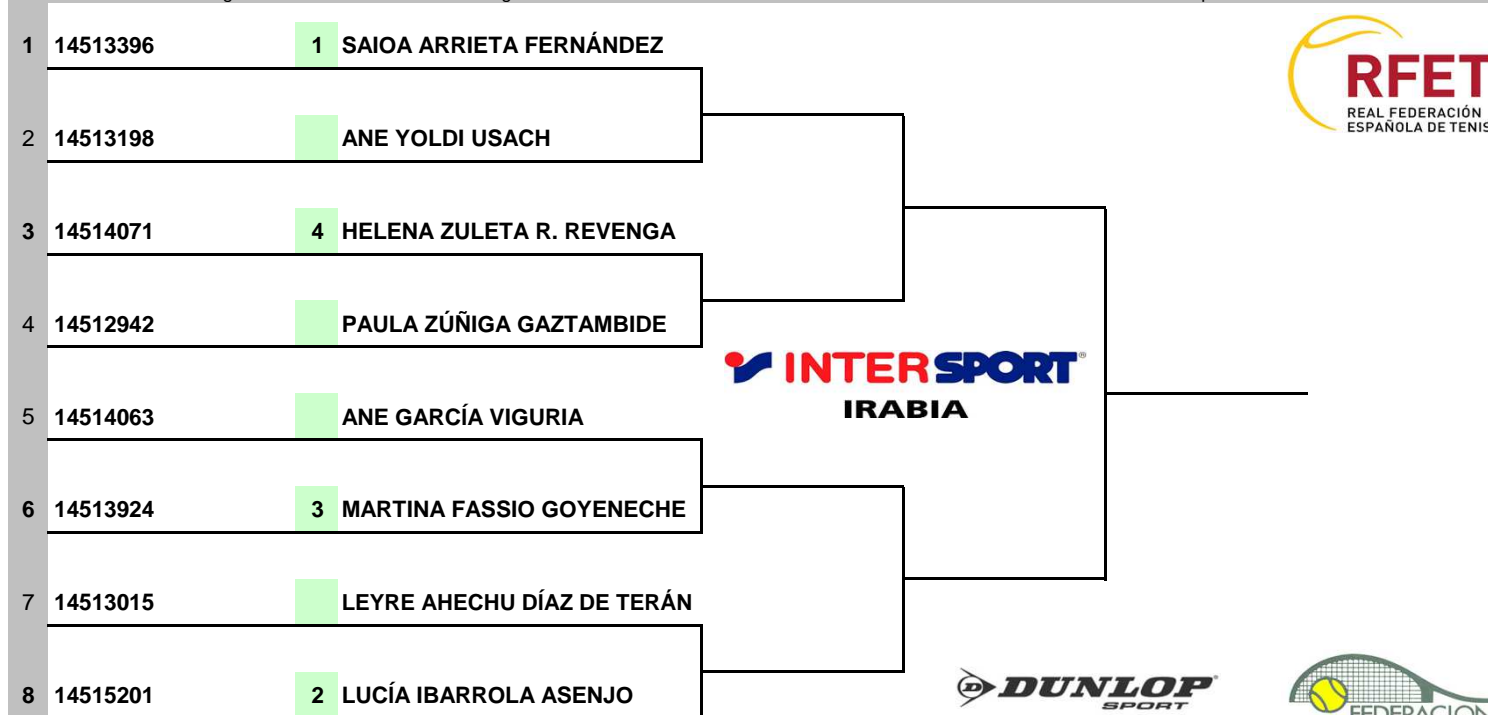 1 14513396 1 SAIOA ARRIETA FERNÁNDEZ
RFET
REAL FEDERACIÓN
ESPAÑOLA DE TENIS
2 14513198 ANE YOLDI USACH
3 14514071 4 HELENA ZULETA R. REVENGA
4 14512942 PAULA ZÚÑIGA GAZTAMBIDE
INTERSPORT®
IRABIA
5 14514063 ANE GARCÍA VIGURIA
6 14513924 3 MARTINA FASSIO GOYENECHE
7 14513015 LEYRE AHECHU DÍAZ DE TERÁN
8 14515201 2 LUCÍA IBARROLA ASENJO
DUNLOP
SPORT
FEDERACION